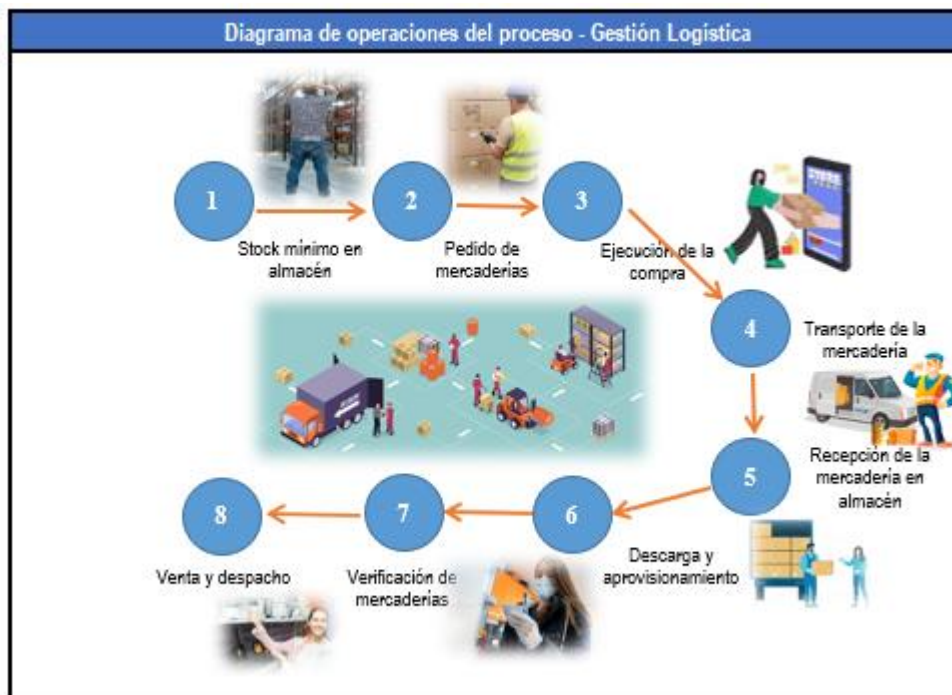 Diagrama de operaciones del proceso - Gestión Logística
1
2
3
Stock mínimo en
almacén
Pedido de
mercaderías
Ejecución de la
compra
STORE
4
Transporte de la
mercadería
5
Recepción de la
mercadería en
almacén
8
7
6
Venta y despacho
Verificación de
mercaderías
Descarga y
aprovisionamiento